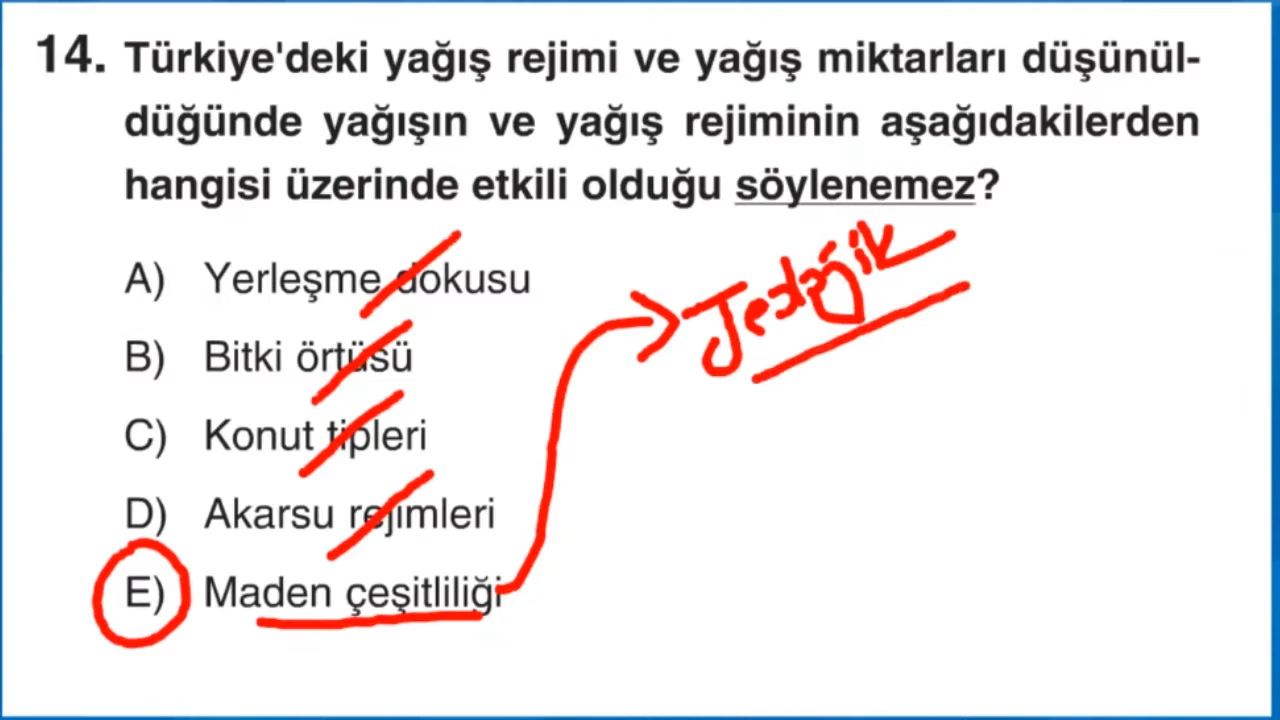 14. Türkiye'deki yağış rejimi ve yağış miktarları düşünül-
düğünde yağışın ve yağış rejiminin aşağıdakilerden
hangisi üzerinde etkili olduğu söylenemez?
A) Yerleşme dokusu
B) Bitki örtüsü
C) Konut tipleri
D) Akarsu rejimleri
E) Maden çeşitliliği